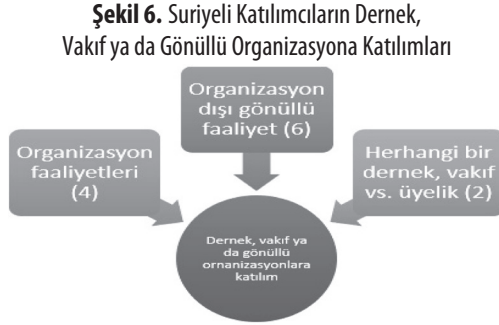 Şekil 6. Suriyeli Katılımcıların Dernek,
Vakıf ya da Gönüllü Organizasyona Katılımları
Organizasyon
dışı gönüllü
faaliyet (6)
Organizasyon
faaliyetleri
(4)
Herhangi bir
dernek, vakıf
vs. üyelik (2)
Dernek, vakıf ya
da gönüllü
ornanizasyonlara
katılım